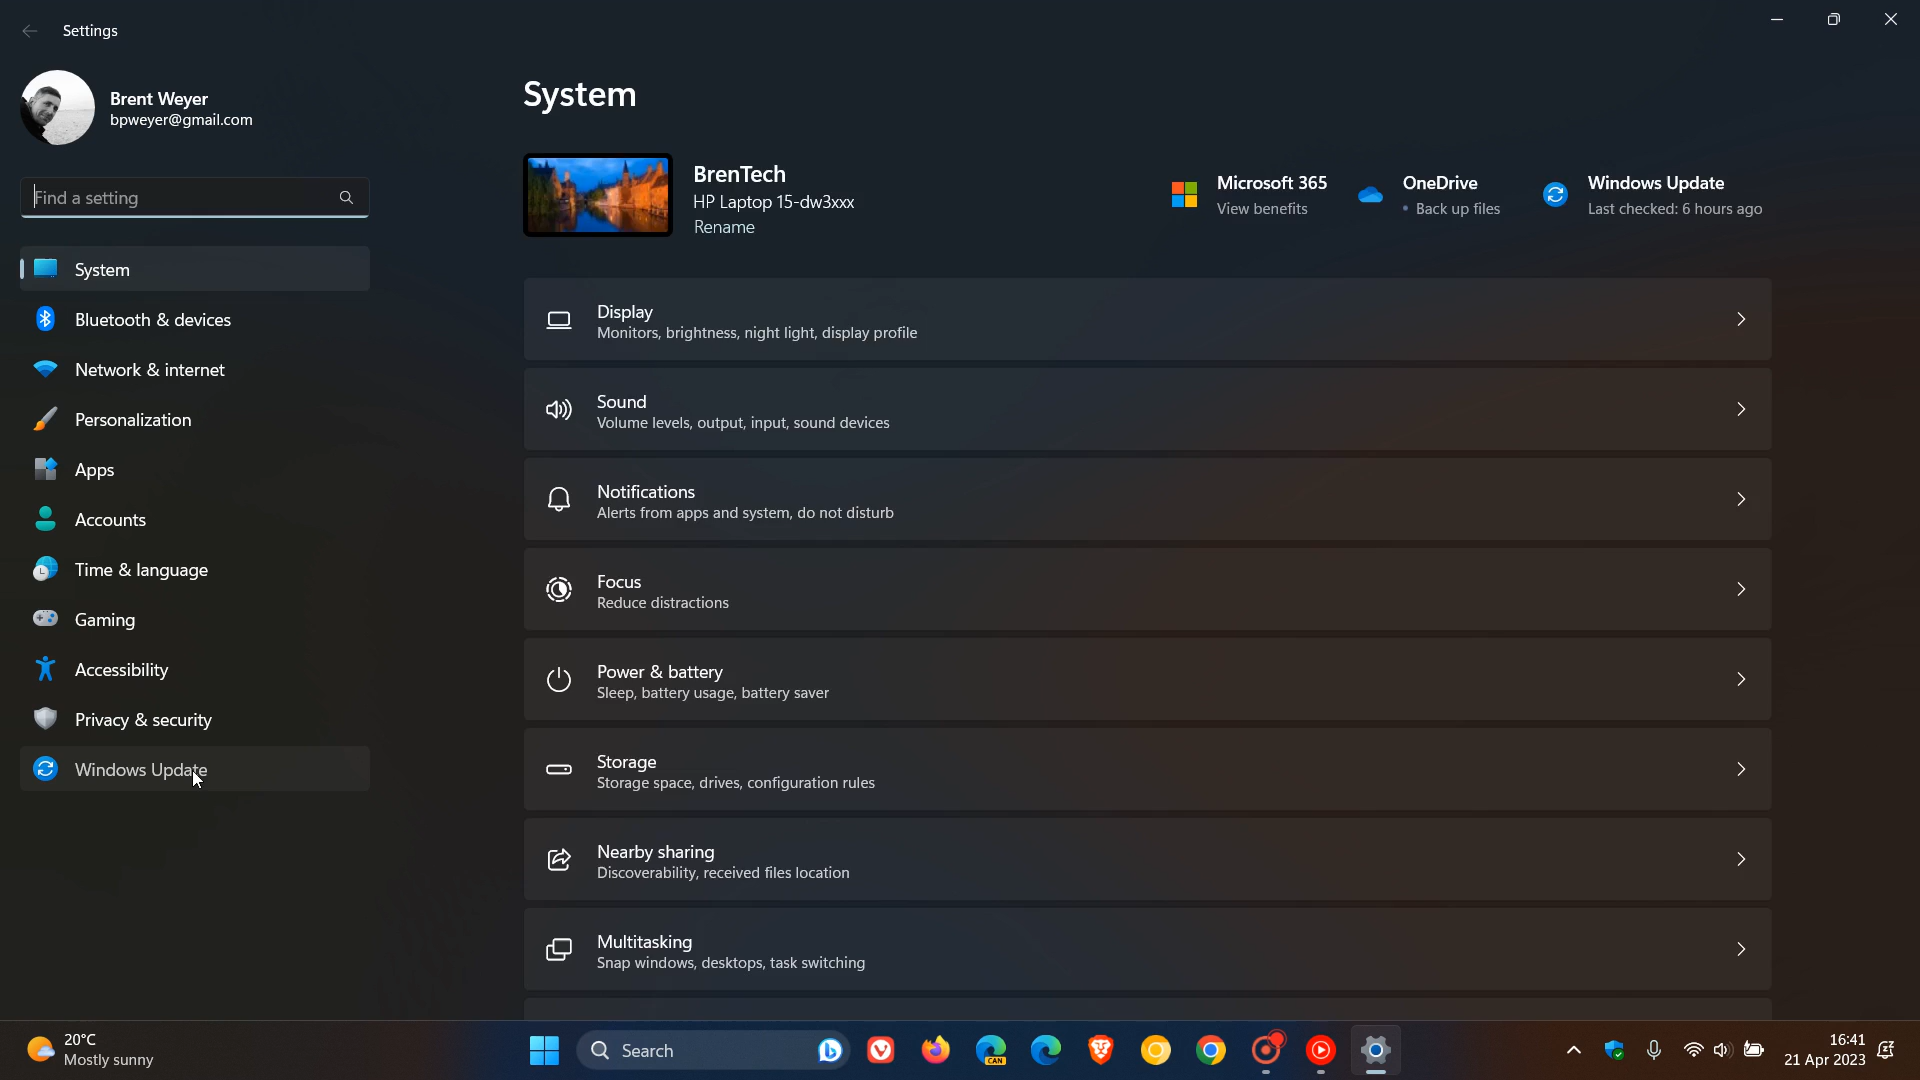 Settings
Brent Weyer
bpweyer@gmail.com
Find a setting
System
Bluetooth & devices
Network & internet
Personalization
Apps
Accounts
Time & language
Gaming
Accessibility
Privacy & security
Windows Update
System
BrenTech
HP Laptop 15-dw3xxx
Rename
Microsoft 365
View benefits
OneDrive
• Back up files
Windows Update
Last checked: 6 hours ago
Display
Monitors, brightness, night light, display profile
Sound
Volume levels, output, input, sound devices
Notifications
Alerts from apps and system, do not disturb
Focus
Reduce distractions
Power & battery
Sleep, battery usage, battery saver
Storage
Storage space, drives, configuration rules
Nearby sharing
Discoverability, received files location
Multitasking
Snap windows, desktops, task switching
20°C
Mostly sunny
Search
CAN
16:41
21 Apr 2023